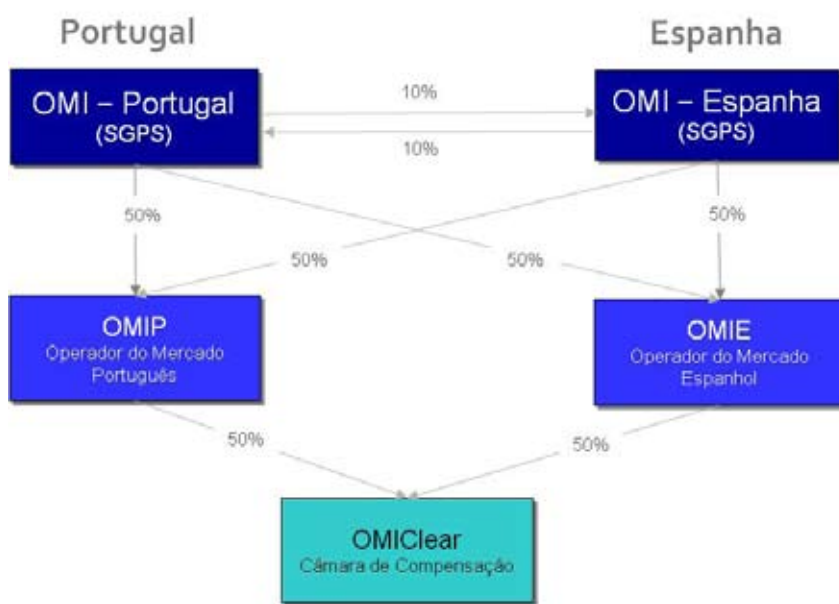 Portugal
Espanha
OMI – Portugal
(SGPS)
10%
10%
OMI – Espanha
(SGPS)
50%
50%
50%
50%
OMIP
Operador do Mercado
Português
OMIE
Operador do Mercado
Espanhol
50%
50%
OMIClear
Câmara de Compensação